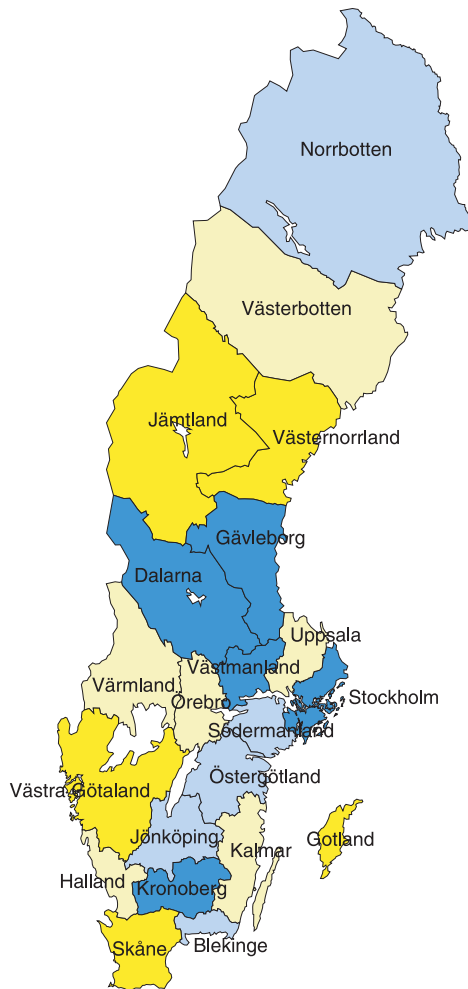 Norrbotten
Västerbotten
Jämtland
Västernorrland
Gävleborg
Dalarna
Uppsala
Västmanland
Värmland
Örebro
Stockholm
Södermanland
Östergötland
Västra Götaland
Jönköping
Gotland
Kalmar
Halland
Kronoberg
Skåne
Blekinge